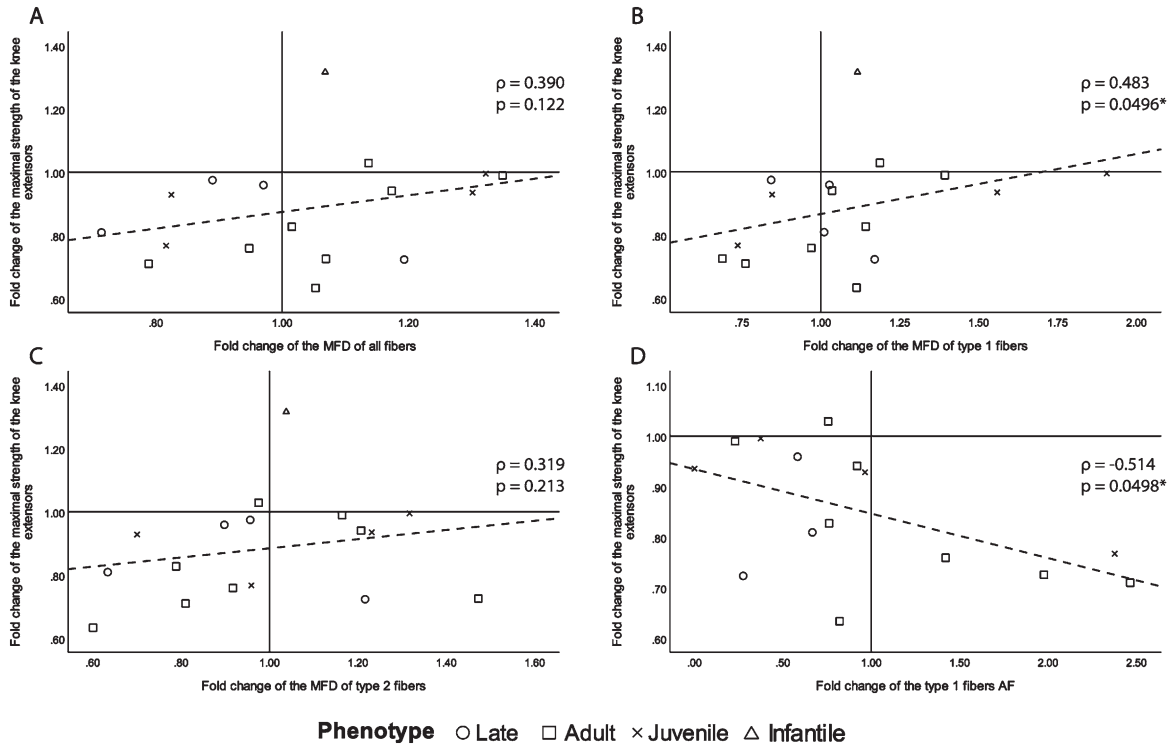 A
Fold change of the maximal strength of the knee
extensors
1.40
1.20
1.00
.80
.60
ρ = 0.390
p = 0.122
.80
1.00
1.20
1.40
Fold change of the MFD of all fibers
B
Fold change of the maximal strength of the knee
extensors
1.40
1.20
1.00
.80
.60
ρ = 0.483
p = 0.0496*
.75
1.00
1.25
1.50
1.75
2.00
Fold change of the MFD of type 1 fibers
C
Fold change of the maximal strength of the knee
extensors
1.40
1.20
1.00
.80
.60
ρ = 0.319
p = 0.213
.60
.80
1.00
1.20
1.40
1.60
Fold change of the MFD of type 2 fibers
D
Fold change of the maximal strength of the knee
extensors
1.10
1.00
.90
.80
.70
.60
ρ = -0.514
p = 0.0498*
.00
.50
1.00
1.50
2.00
2.50
Fold change of the type 1 fibers AF
Phenotype Late Adult Juvenile Infantile